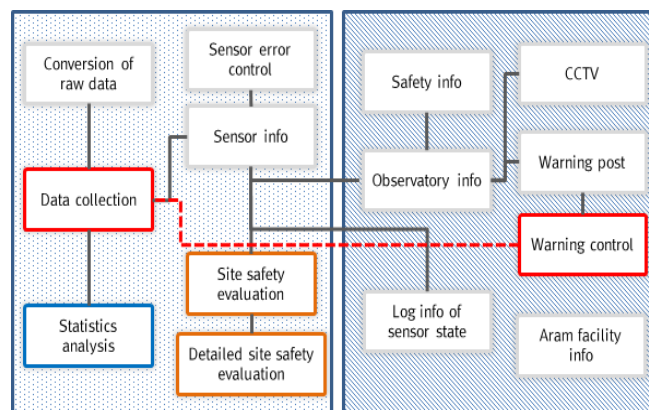 Conversion of
raw data
Sensor error
control
Sensor info
Data collection
Site safety
evaluation
Statistics
analysis
Detailed site safety
evaluation
Safety info
CCTV
Observatory info
Warning post
Warning control
Log info of
sensor state
Aram facility
info